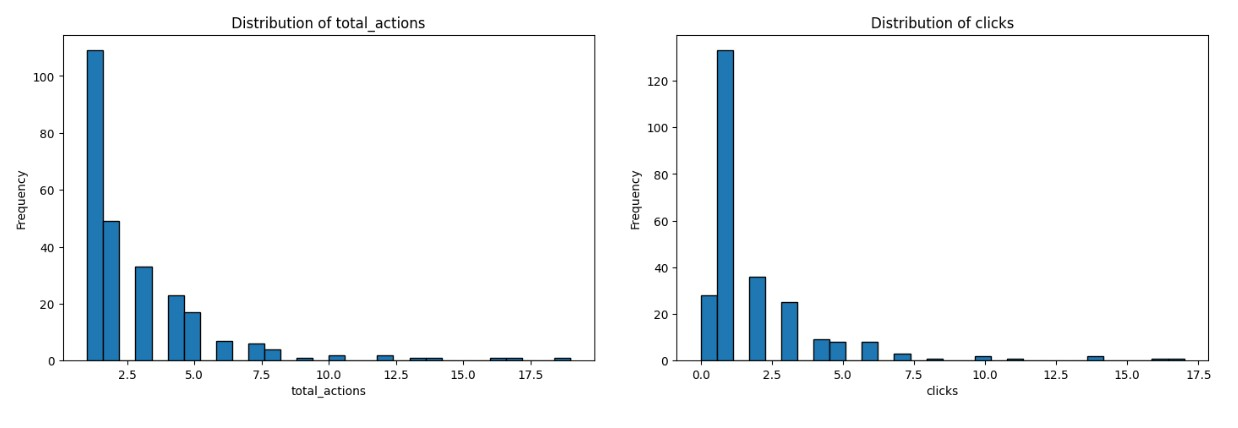 Distribution of total_actions
Frequency
100
80
60
40
20
0
2.5 5.0 7.5 10.0 12.5 15.0 17.5
total_actions
Distribution of clicks
Frequency
120
100
80
60
40
20
0
0.0 2.5 5.0 7.5 10.0 12.5 15.0 17.5
clicks